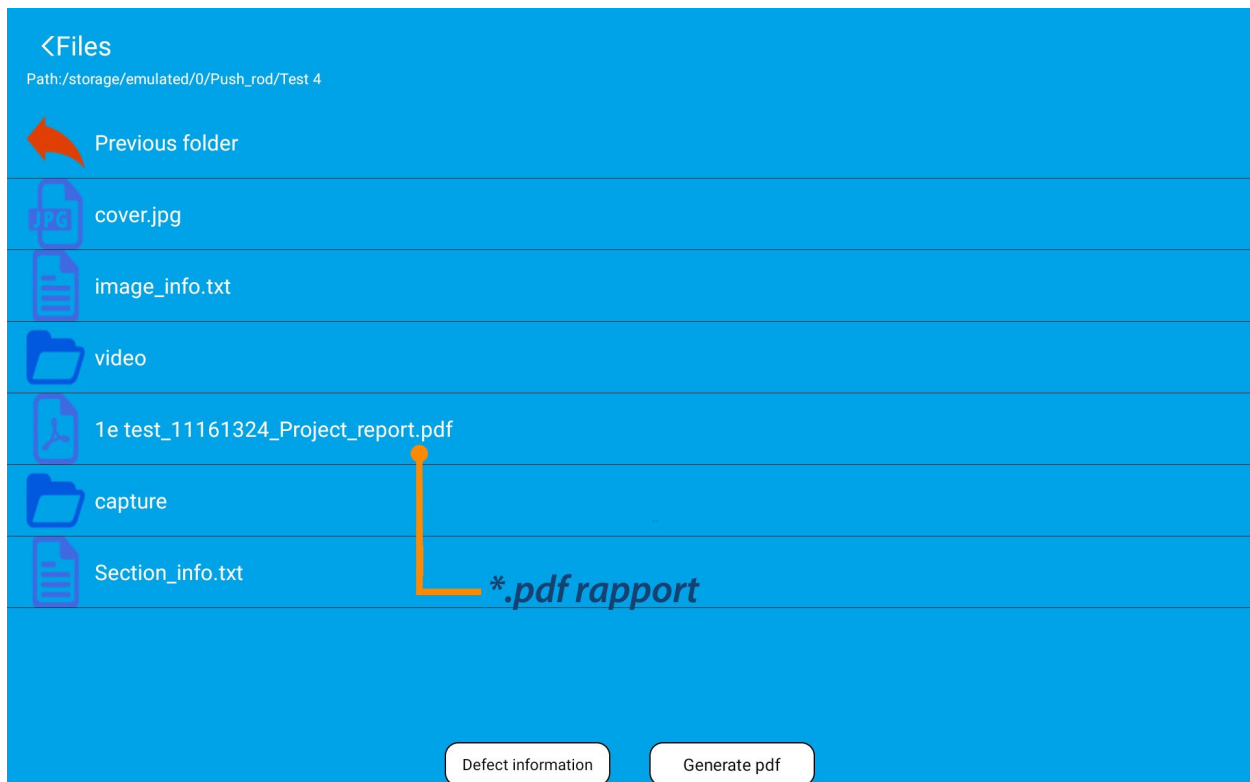 <Files
Path:/storage/emulated/0/Push_rod/Test 4
Previous folder
JPG
cover.jpg
image_info.txt
video
1e test_11161324_Project_report.pdf
capture
Section_info.txt
*.pdf rapport
Defect information
Generate pdf